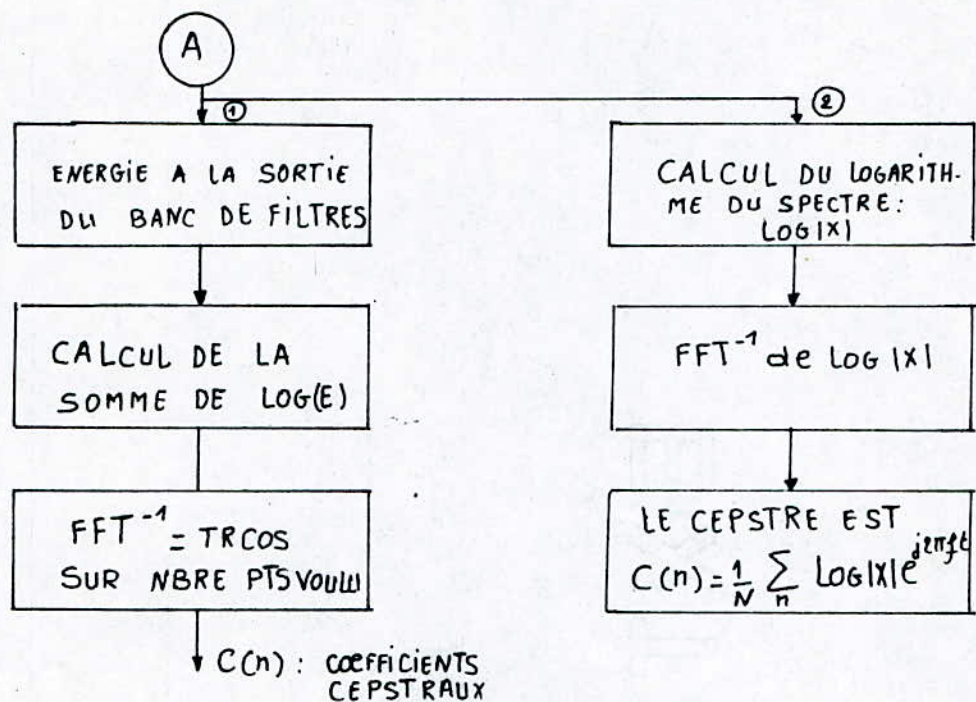 A
①
②
ENERGIE A LA SORTIE
DU BANC DE FILTRES
CALCUL DU LOGARITH-
ME DU SPECTRE:
LOG|X|
CALCUL DE LA
SOMME DE LOG(E)
FFT⁻¹ de LOG |X|
FFT⁻¹ = TRCOS
SUR NBRE PTS VOULU
LE CEPSTRE EST
C(n) = 1/N ∑n LOG|X|e^j2πft
C(n) : COEFFICIENTS
CEPSTRAUX